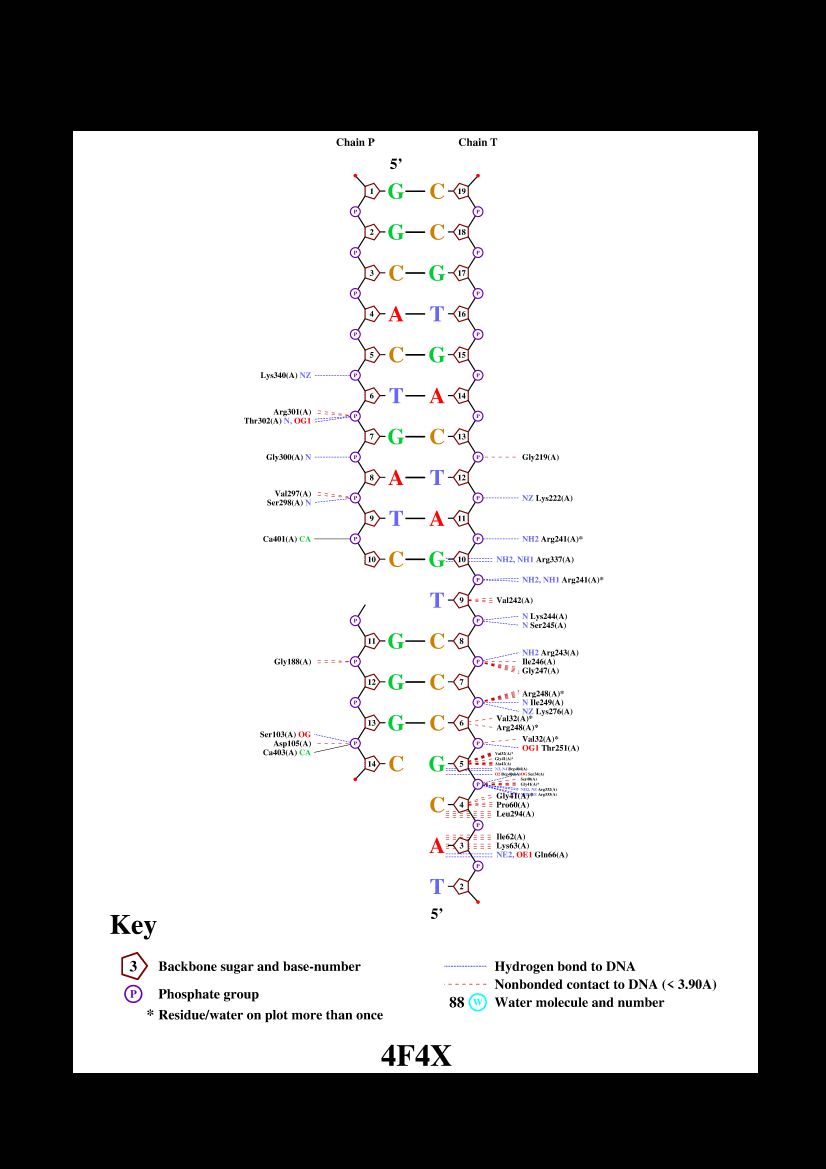 Chain P Chain T
5’
1 G C 19
P P
2 G C 18
P P
3 C G 17
P P
4 A T 16
P P
5 C G 15
Lys340(A) NZ P P
6 T A 14
Arg301(A)
P P
Thr302(A) N, OG1
7 G C 13
Gly300(A) N P P Gly219(A)
8 A T 12
Val297(A)
P P NZ Lys222(A)
Ser298(A) N
9 T A 11
Ca401(A) CA P P NH2 Arg241(A)*
10 C G 10 NH2, NH1 Arg337(A)
P NH2, NH1 Arg241(A)*
T 9 Val242(A)
N Lys244(A)
P P
N Ser245(A)
11 G C 8
NH2 Arg243(A)
Gly188(A) P P Ile246(A)
Gly247(A)
12 G C 7
Arg248(A)*
P P N Ile249(A)
NZ Lys276(A)
Val32(A)*
13 G C 6
Arg248(A)*
Ser103(A) OG Val32(A)*
Asp105(A) P P
OG1 Thr251(A)
Ca403(A) CA
Val32(A)*
Gly41(A)*
14 C G 5 Ala42(A)
P
Gly41(A)*
C 4 Pro60(A)
Leu294(A)
P
Ile62(A)
A 3 Lys63(A)
NE2, OE1 Gln66(A)
P
T 2
5’
Key
3 Backbone sugar and base-number
Hydrogen bond to DNA
Nonbonded contact to DNA (< 3.90A)
P Phosphate group
88 W Water molecule and number
* Residue/water on plot more than once
4F4X